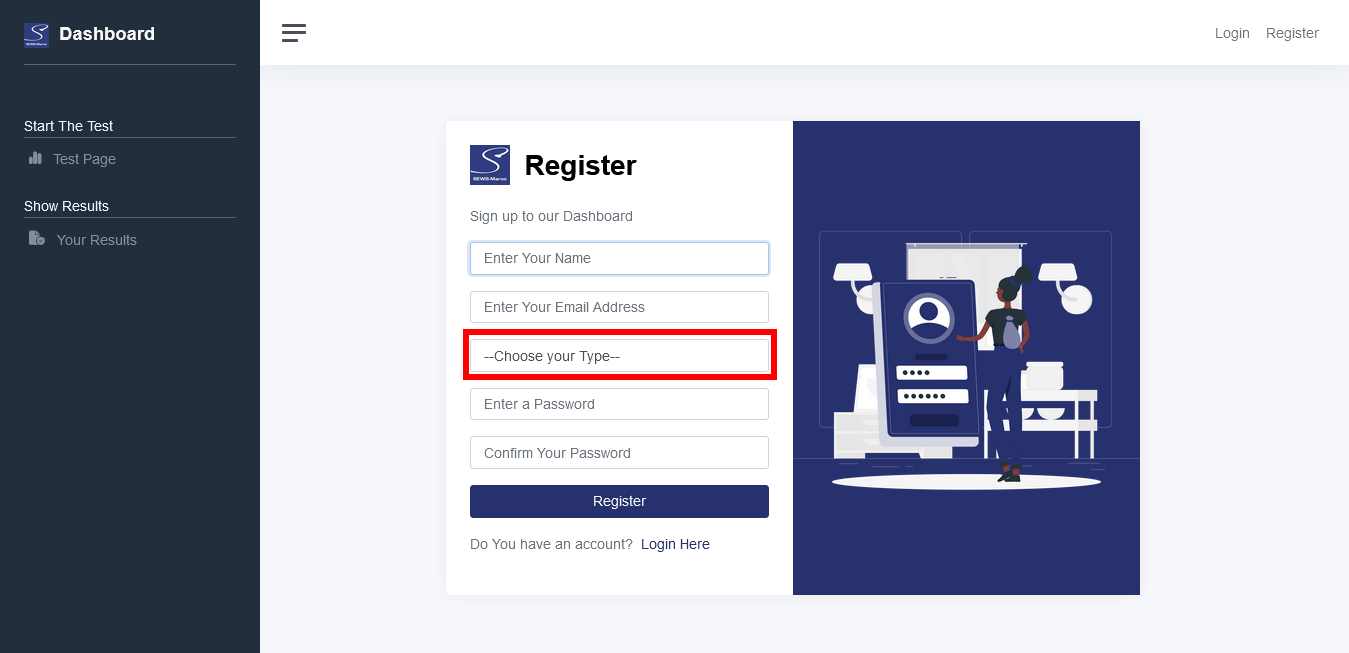 Dashboard
Login
Register
Start The Test
Test Page
Show Results
Your Results
SEWS-Maroc
Register
Sign up to our Dashboard
Enter Your Name
Enter Your Email Address
--Choose your Type--
Enter a Password
Confirm Your Password
Register
Do You have an account? Login Here